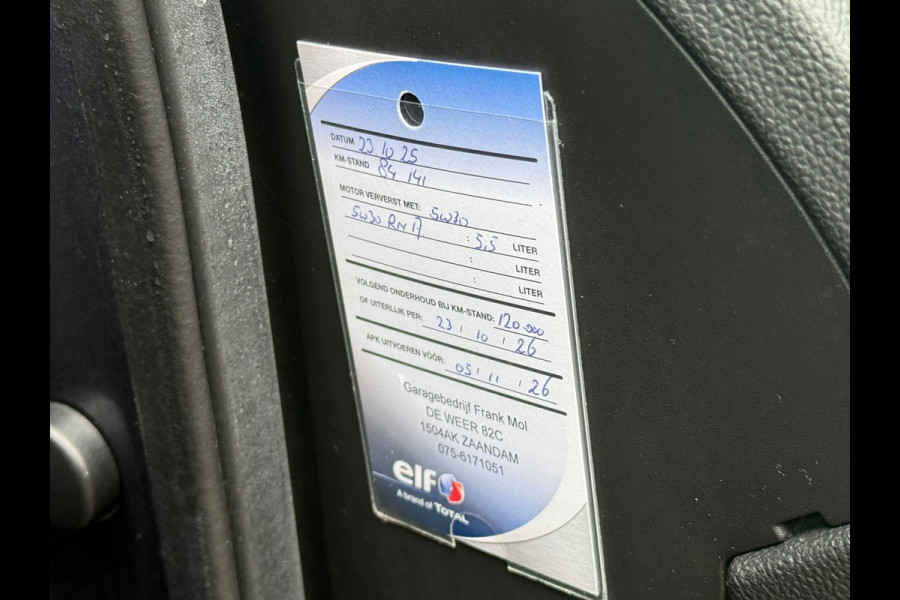 DATUM 23 10 25
KM-STAND 84 141
MOTOR VERVERST MET: 5W30
5W30 RN17 : 5,5 LITER
: LITER
: LITER
VOLGEND ONDERHOUD BIJ KM-STAND: 120.000
OF UITERLIJK PER: 23 / 10 / 26
APK UITVOEREN VÓÓR: 05 / 11 / 26
Garagebedrijf Frank Mol
DE WEER 82C
1504AK ZAANDAM
075-6171051
elf
A brand of TOTAL